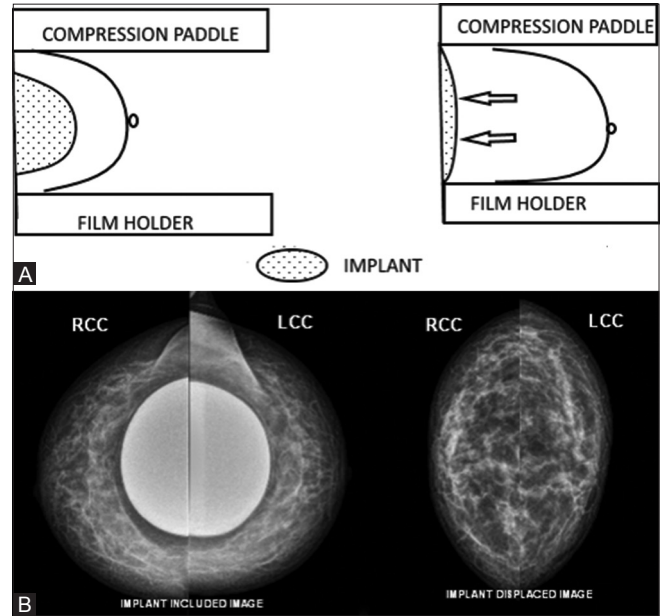 COMPRESSION PADDLE
FILM HOLDER
COMPRESSION PADDLE
FILM HOLDER
IMPLANT
A
RCC
LCC
IMPLANT INCLUDED IMAGE
RCC
LCC
IMPLANT DISPLACED IMAGE
B